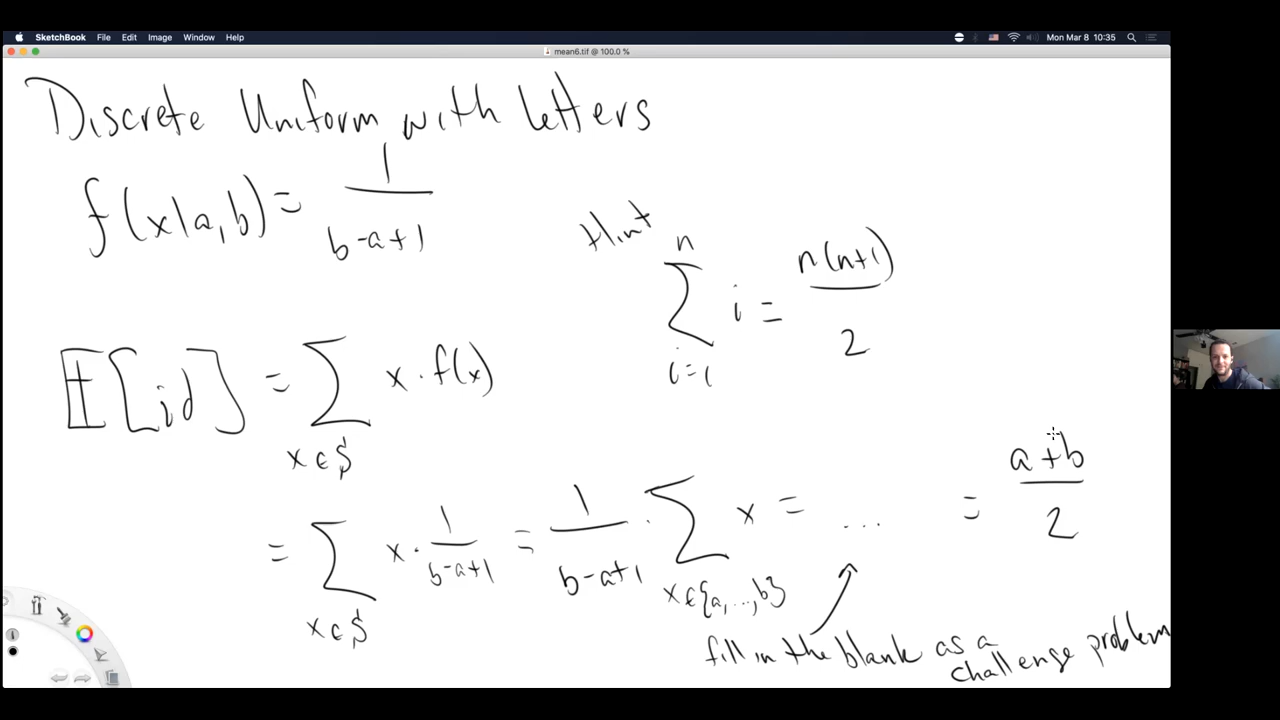 SketchBook File Edit Image Window Help Mon Mar 8 10:35
mean6.tif @ 100.0 %
Discrete Uniform with letters
f(x|a,b) = 1/(b-a+1)
Hint
∑_{i=1}^{n} i = n(n+1)/2
𝔼[id] = ∑_{x∈$} x · f(x)
= ∑_{x∈$} x · 1/(b-a+1) = 1/(b-a+1) · ∑_{x∈{a,...,b}} x = ... = (a+b)/2
fill in the blank as a
challenge problem